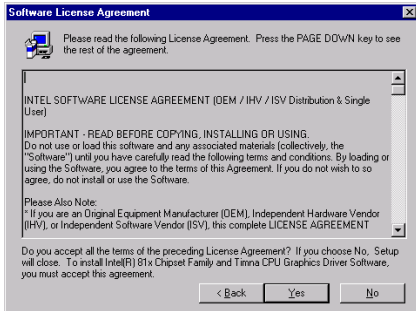 Software License Agreement
Please read the following License Agreement. Press the PAGE DOWN key to see
the rest of the agreement.
INTEL SOFTWARE LICENSE AGREEMENT (OEM / IHV / ISV Distribution & Single
User)
IMPORTANT - READ BEFORE COPYING, INSTALLING OR USING.
Do not use or load this software and any associated materials (collectively, the
"Software") until you have carefully read the following terms and conditions. By loading or
using the Software, you agree to the terms of this Agreement. If you do not wish to so
agree, do not install or use the Software.
Please Also Note:
* If you are an Original Equipment Manufacturer (OEM), Independent Hardware Vendor
(IHV), or Independent Software Vendor (ISV), this complete LICENSE AGREEMENT
Do you accept all the terms of the preceding License Agreement? If you choose No, Setup
will close. To install Intel(R) 81x Chipset Family and Timna CPU Graphics Driver Software,
you must accept this agreement.
< Back Yes No